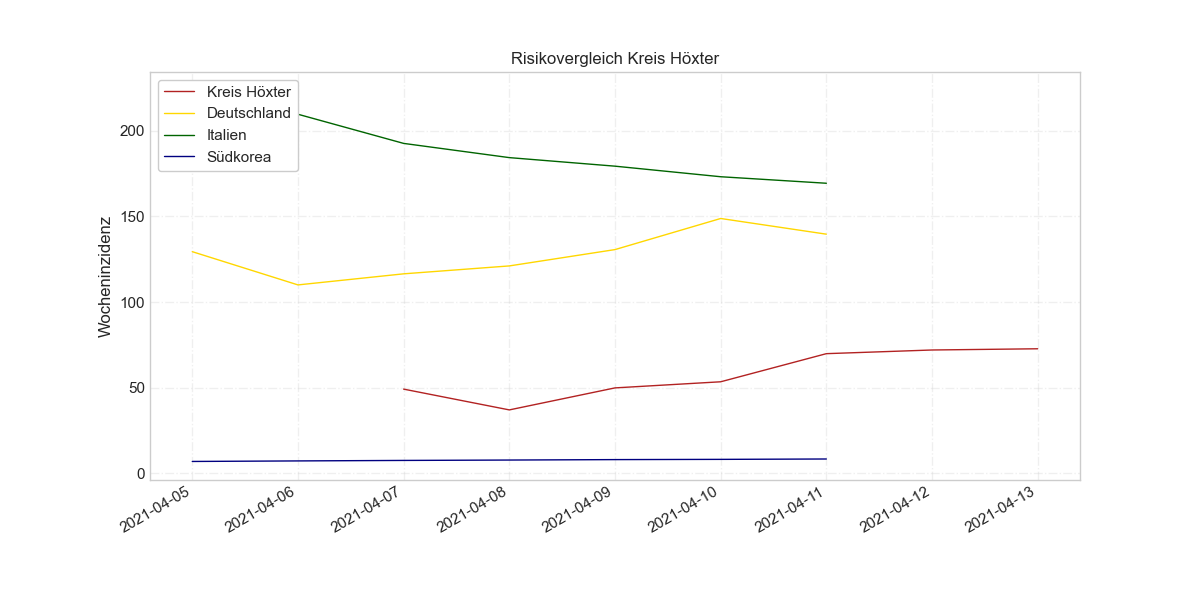 Risikovergleich Kreis Höxter
Kreis Höxter
Deutschland
Italien
Südkorea
Wocheninzidenz
200
150
100
50
0
2021-04-05
2021-04-06
2021-04-07
2021-04-08
2021-04-09
2021-04-10
2021-04-11
2021-04-12
2021-04-13